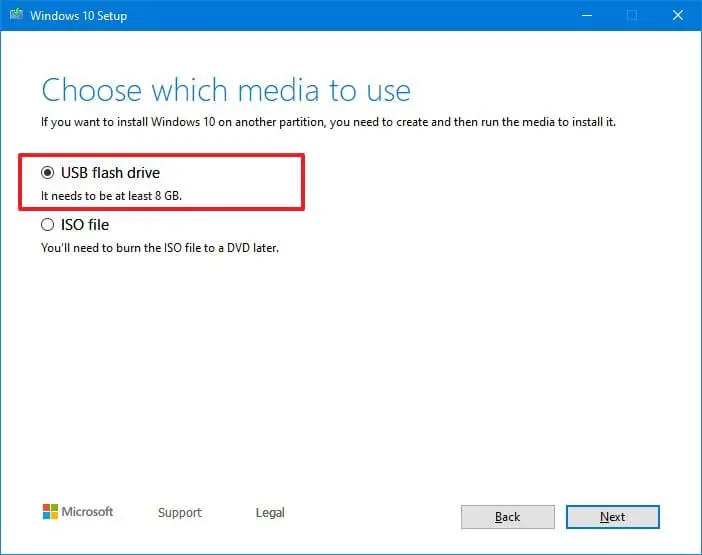 Windows 10 Setup
Choose which media to use
If you want to install Windows 10 on another partition, you need to create and then run the media to install it.
USB flash drive
It needs to be at least 8 GB.
ISO file
You'll need to burn the ISO file to a DVD later.
Microsoft Support Legal Back Next